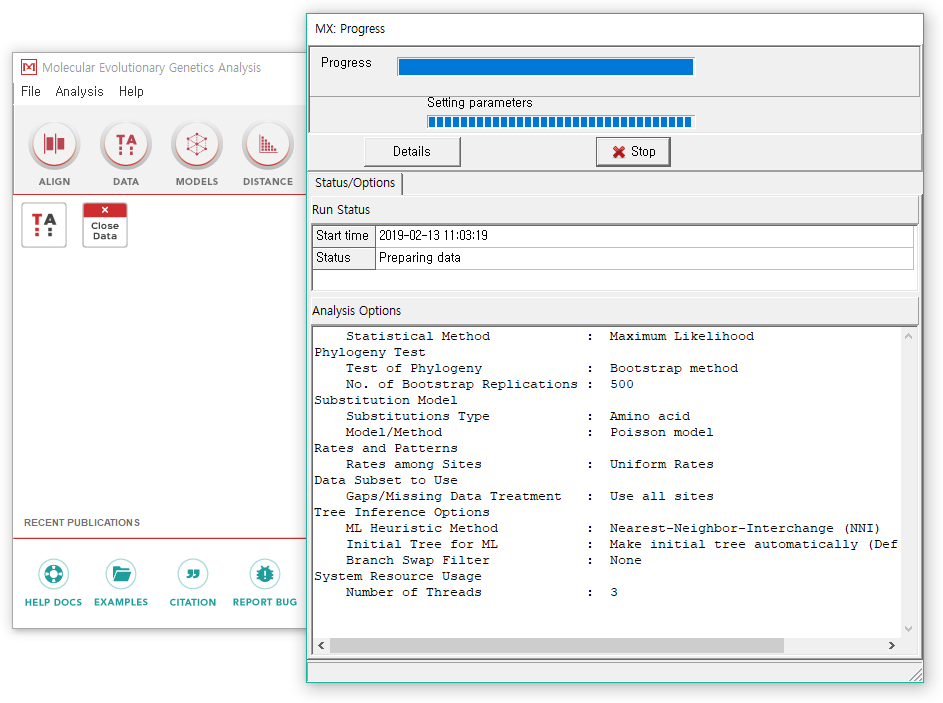 Molecular Evolutionary Genetics Analysis
File Analysis Help
ALIGN DATA MODELS DISTANCE
TA
TA
× Close
Data
RECENT PUBLICATIONS
HELP DOCS EXAMPLES CITATION REPORT BUG
MX: Progress
Progress
Setting parameters
Details Stop
Status/Options
Run Status
Start time 2019-02-13 11:03:19
Status Preparing data
Analysis Options
Statistical Method : Maximum Likelihood
Phylogeny Test
Test of Phylogeny : Bootstrap method
No. of Bootstrap Replications : 500
Substitution Model
Substitutions Type : Amino acid
Model/Method : Poisson model
Rates and Patterns
Rates among Sites : Uniform Rates
Data Subset to Use
Gaps/Missing Data Treatment : Use all sites
Tree Inference Options
ML Heuristic Method : Nearest-Neighbor-Interchange (NNI)
Initial Tree for ML : Make initial tree automatically (Def
Branch Swap Filter : None
System Resource Usage
Number of Threads : 3